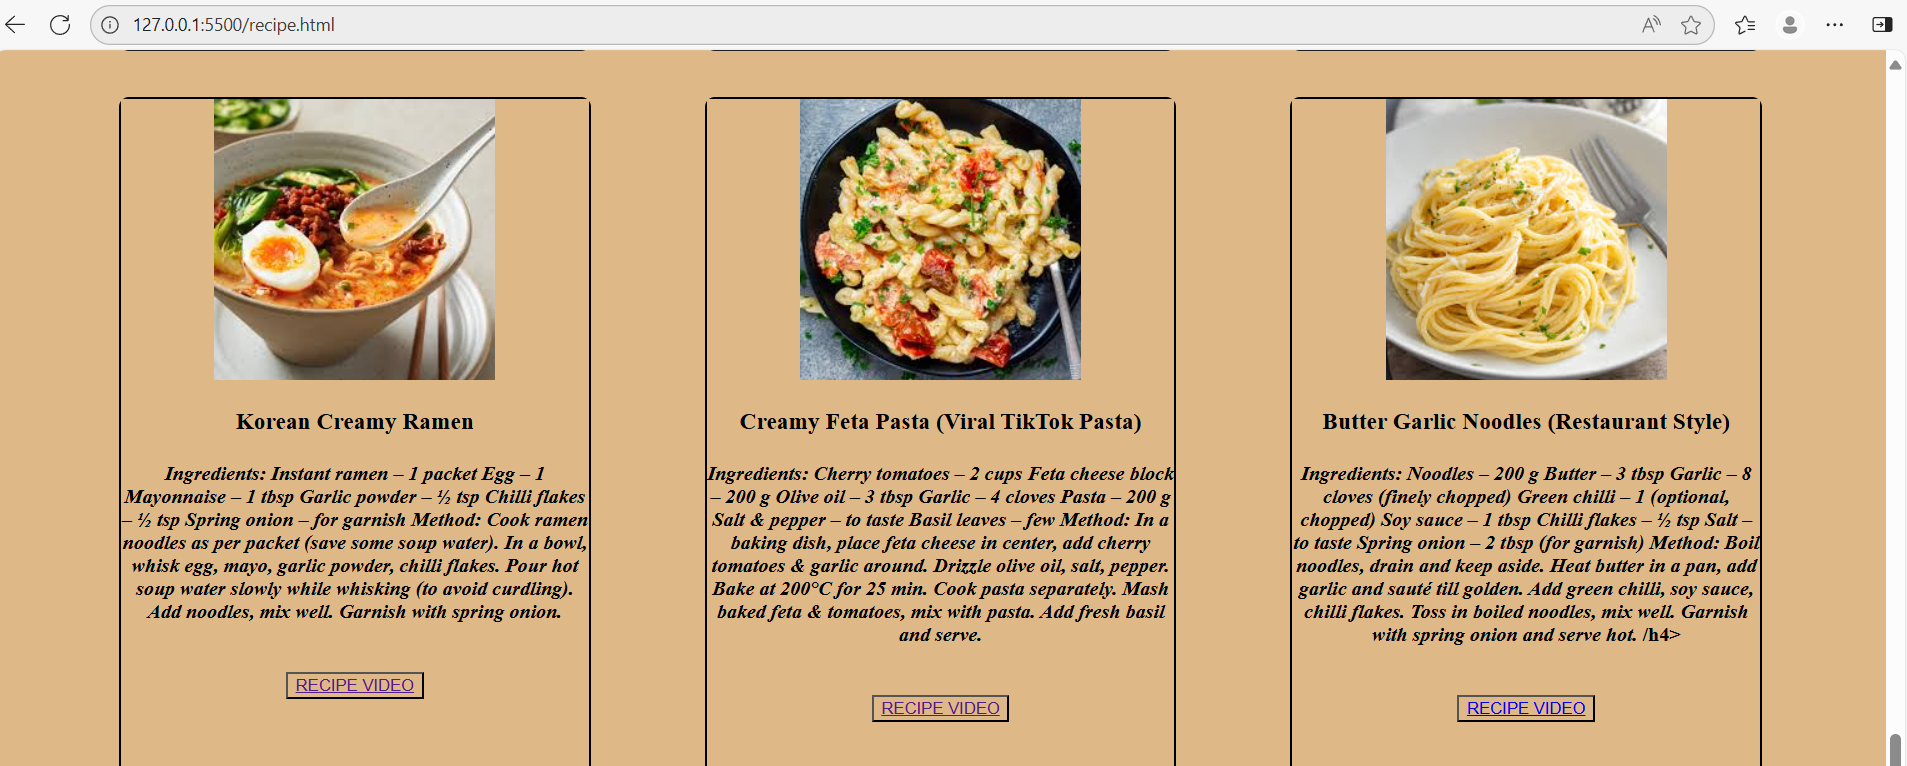 127.0.0.1:5500/recipe.html
Korean Creamy Ramen
Ingredients: Instant ramen – 1 packet Egg – 1
Mayonnaise – 1 tbsp Garlic powder – ½ tsp Chilli flakes
– ½ tsp Spring onion – for garnish Method: Cook ramen
noodles as per packet (save some soup water). In a bowl,
whisk egg, mayo, garlic powder, chilli flakes. Pour hot
soup water slowly while whisking (to avoid curdling).
Add noodles, mix well. Garnish with spring onion.
RECIPE VIDEO
Creamy Feta Pasta (Viral TikTok Pasta)
Ingredients: Cherry tomatoes – 2 cups Feta cheese block
– 200 g Olive oil – 3 tbsp Garlic – 4 cloves Pasta – 200 g
Salt & pepper – to taste Basil leaves – few Method: In a
baking dish, place feta cheese in center, add cherry
tomatoes & garlic around. Drizzle olive oil, salt, pepper.
Bake at 200°C for 25 min. Cook pasta separately. Mash
baked feta & tomatoes, mix with pasta. Add fresh basil
and serve.
RECIPE VIDEO
Butter Garlic Noodles (Restaurant Style)
Ingredients: Noodles – 200 g Butter – 3 tbsp Garlic – 8
cloves (finely chopped) Green chilli – 1 (optional,
chopped) Soy sauce – 1 tbsp Chilli flakes – ½ tsp Salt –
to taste Spring onion – 2 tbsp (for garnish) Method: Boil
noodles, drain and keep aside. Heat butter in a pan, add
garlic and sauté till golden. Add green chilli, soy sauce,
chilli flakes. Toss in boiled noodles, mix well. Garnish
with spring onion and serve hot. /h4>
RECIPE VIDEO